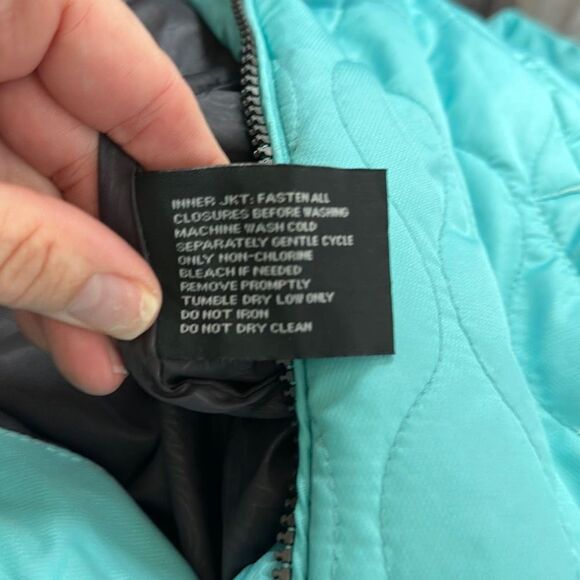 INNER JKT: FASTEN ALL
CLOSURES BEFORE WASHING
MACHINE WASH COLD
SEPARATELY GENTLE CYCLE
ONLY NON-CHLORINE
BLEACH IF NEEDED
REMOVE PROMPTLY
TUMBLE DRY LOW ONLY
DO NOT IRON
DO NOT DRY CLEAN